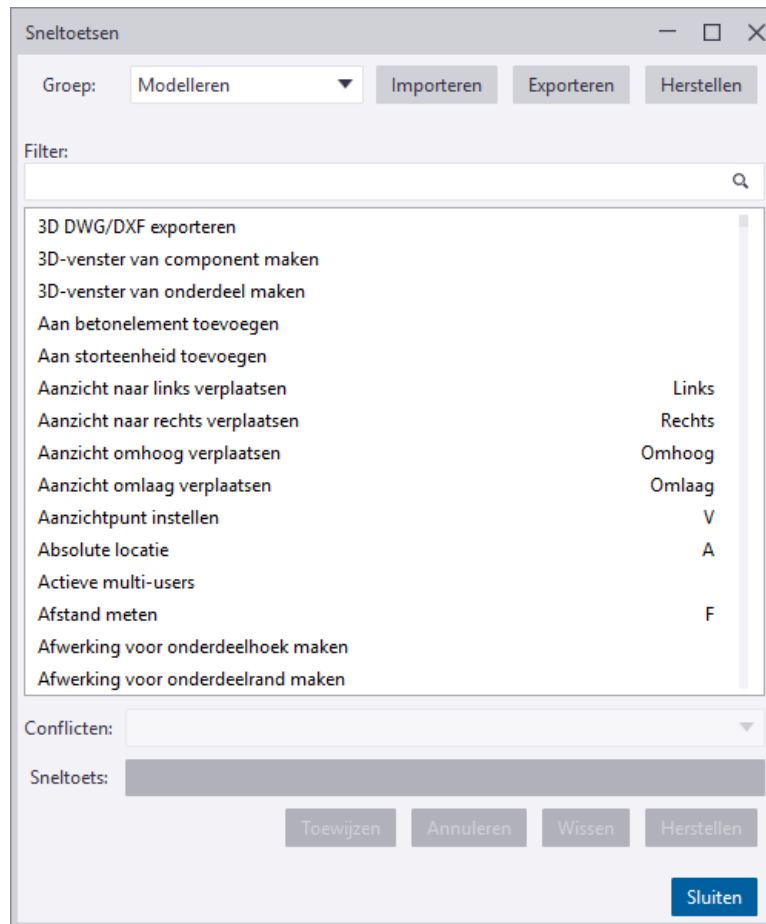 Sneltoetsen
Groep: Modelleren Importeren Exporteren Herstellen
Filter:
3D DWG/DXF exporteren
3D-venster van component maken
3D-venster van onderdeel maken
Aan betonelement toevoegen
Aan storteenheid toevoegen
Aanzicht naar links verplaatsen Links
Aanzicht naar rechts verplaatsen Rechts
Aanzicht omhoog verplaatsen Omhoog
Aanzicht omlaag verplaatsen Omlaag
Aanzichtpunt instellen V
Absolute locatie A
Actieve multi-users
Afstand meten F
Afwerking voor onderdeelhoek maken
Afwerking voor onderdeelrand maken
Conflicten:
Sneltoets:
Toewijzen Annuleren Wissen Herstellen
Sluiten